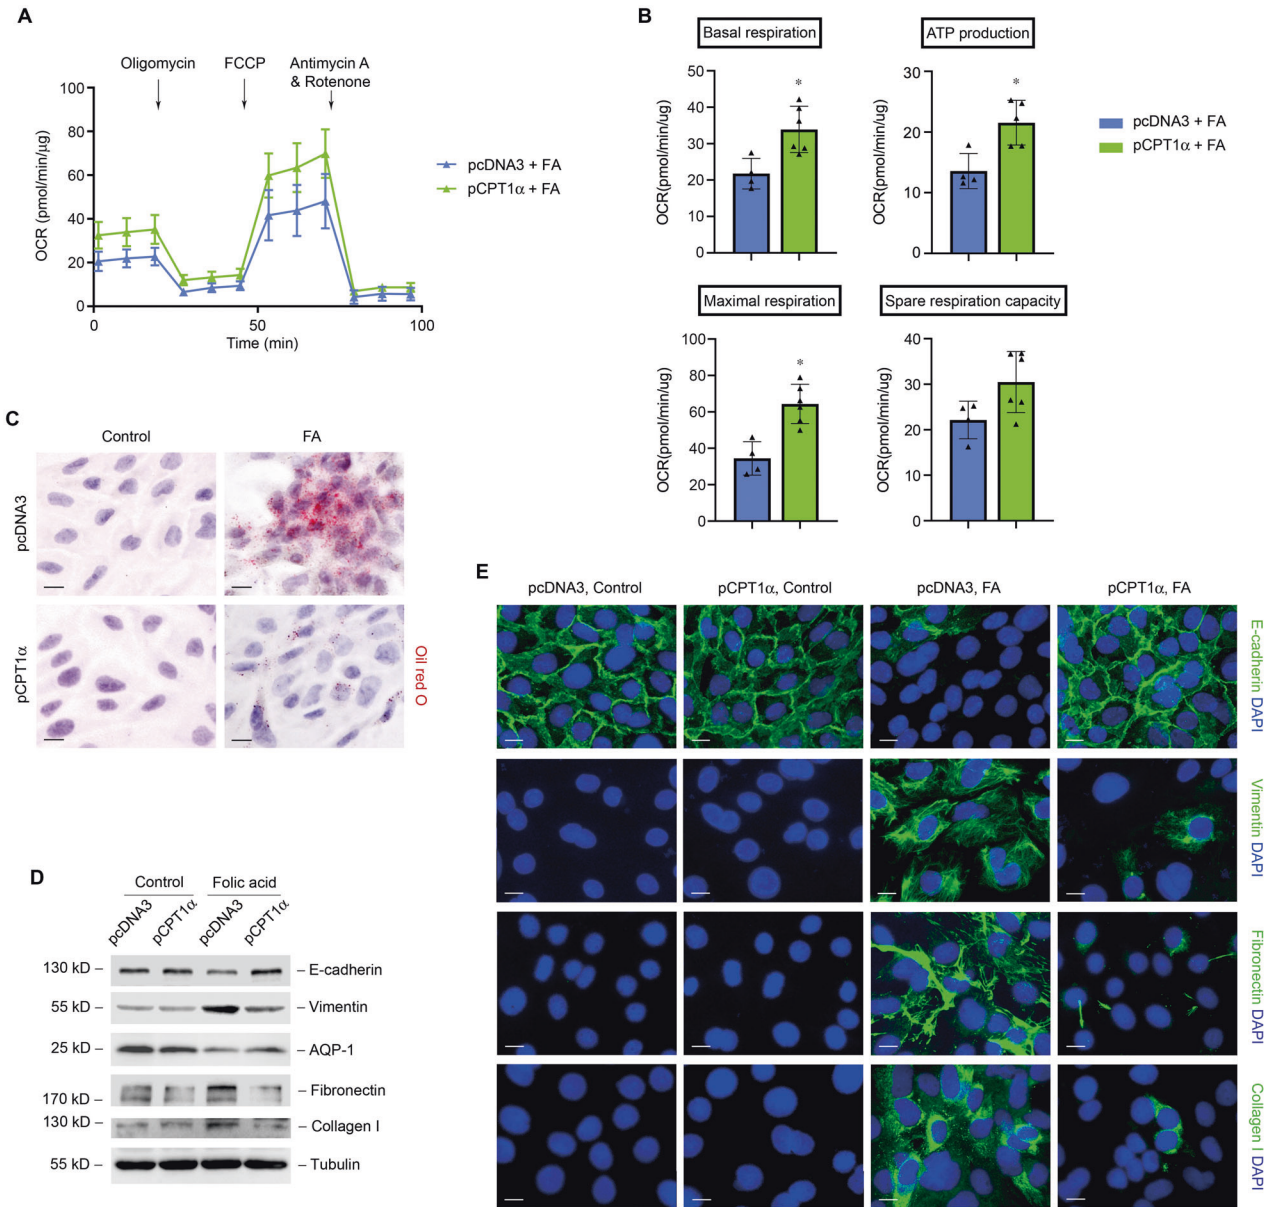 A
Oligomycin
FCCP
Antimycin A
& Rotenone
100
80
60
40
20
0
OCR (pmol/min/µg)
0
50
100
Time (min)
pcDNA3 + FA
pCPT1α + FA
B
Basal respiration
50
40
30
20
10
0
OCR(pmol/min/ug)
*
ATP production
30
20
10
0
OCR(pmol/min/ug)
*
pcDNA3 + FA
pCPT1α + FA
Maximal respiration
100
80
60
40
20
0
OCR(pmol/min/ug)
*
Spare respiration capacity
40
30
20
10
0
OCR(pmol/min/ug)
C
Control
FA
pcDNA3
pCPT1α
Oil red O
D
Control
Folic acid
pcDNA3
pCPT1α
pcDNA3
pCPT1α
130 kD –
– E-cadherin
55 kD –
– Vimentin
25 kD –
– AQP-1
170 kD –
– Fibronectin
130 kD –
– Collagen I
55 kD –
– Tubulin
E
pcDNA3, Control
pCPT1α, Control
pcDNA3, FA
pCPT1α, FA
E-cadherin DAPI
Vimentin DAPI
Fibronectin DAPI
Collagen I DAPI